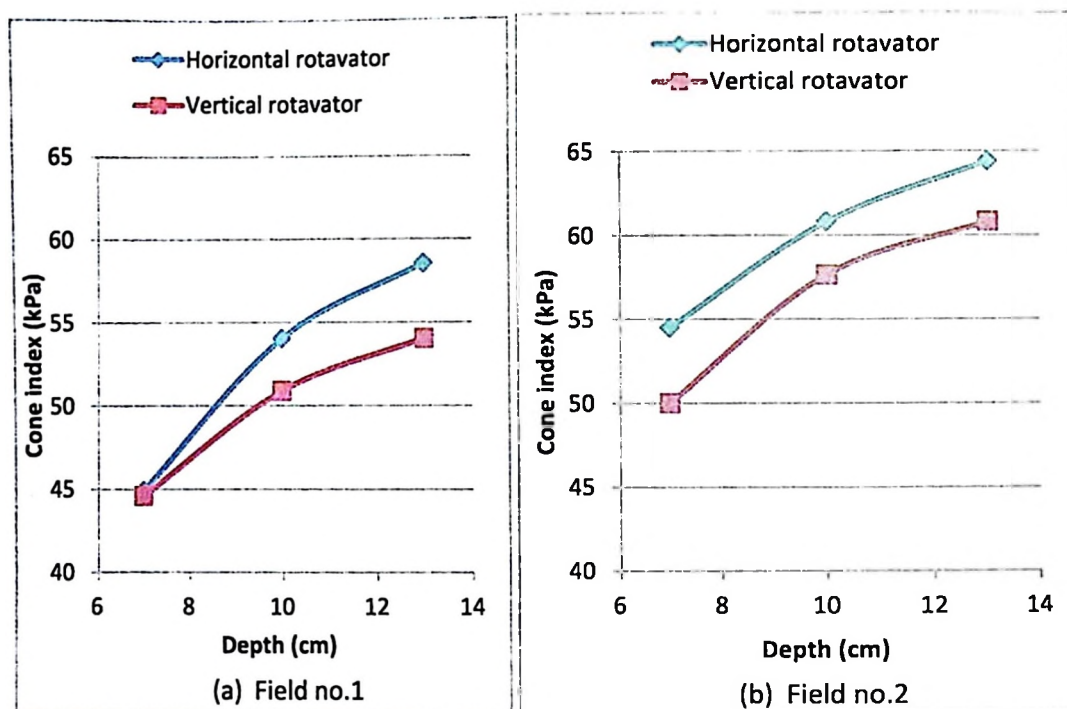 Horizontal rotavator
Vertical rotavator
65
60
55
50
45
40
Cone index (kPa)
6
8
10
12
14
Depth (cm)
(a) Field no.1
Horizontal rotavator
Vertical rotavator
65
60
55
50
45
40
Cone index (kPa)
6
8
10
12
14
Depth (cm)
(b) Field no.2